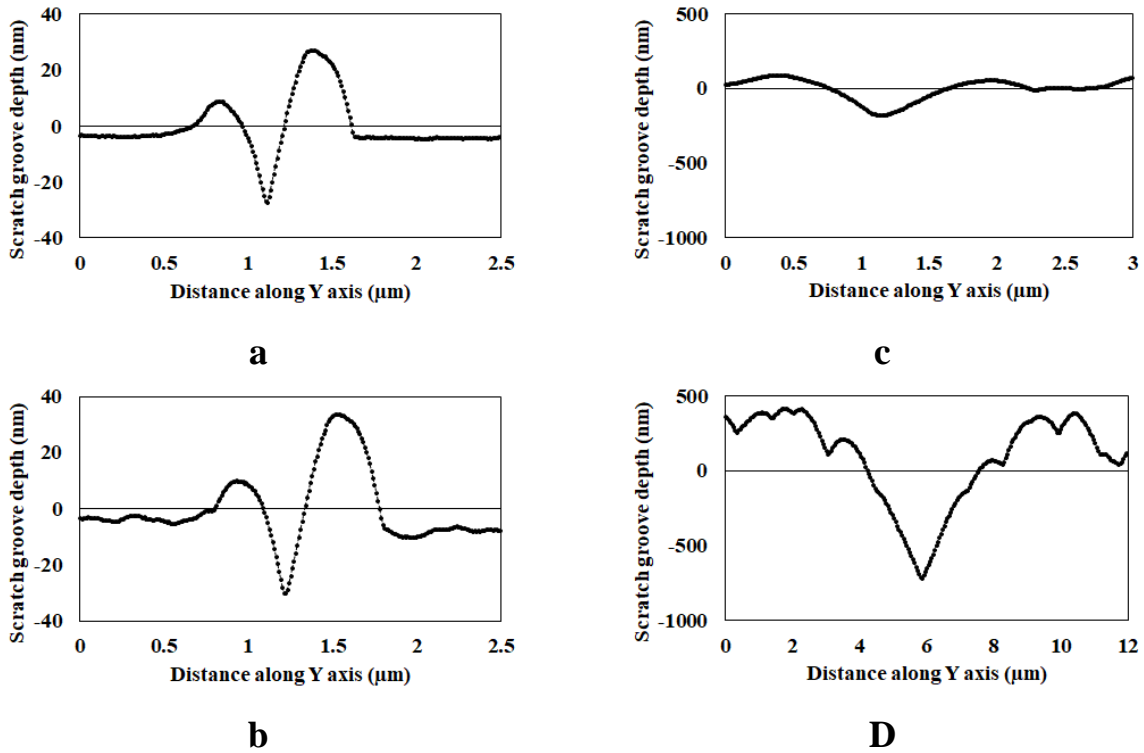 40
20
0
-20
-40
Scratch groove depth (nm)
0 0.5 1 1.5 2 2.5
Distance along Y axis (µm)
a
500
0
-500
-1000
Scratch groove depth (nm)
0 0.5 1 1.5 2 2.5 3
Distance along Y axis (µm)
c
40
20
0
-20
-40
Scratch groove depth (nm)
0 0.5 1 1.5 2 2.5
Distance along Y axis (µm)
b
500
0
-500
-1000
Scratch groove depth (nm)
0 2 4 6 8 10 12
Distance along Y axis (µm)
D